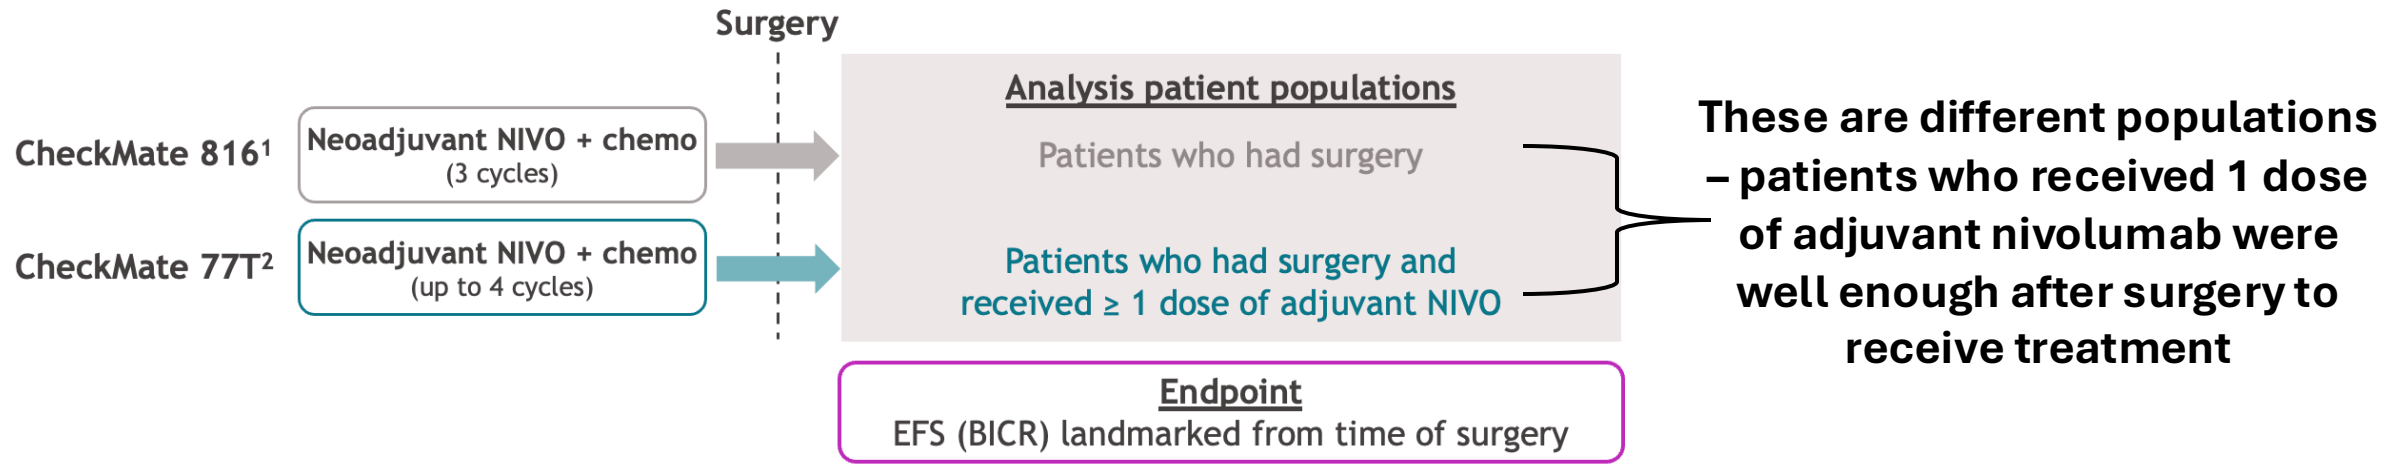 Surgery
Analysis patient populations
CheckMate 816¹
Neoadjuvant NIVO + chemo
(3 cycles)
Patients who had surgery
CheckMate 77T²
Neoadjuvant NIVO + chemo
(up to 4 cycles)
Patients who had surgery and
received ≥ 1 dose of adjuvant NIVO
Endpoint
EFS (BICR) landmarked from time of surgery
These are different populations
– patients who received 1 dose
of adjuvant nivolumab were
well enough after surgery to
receive treatment